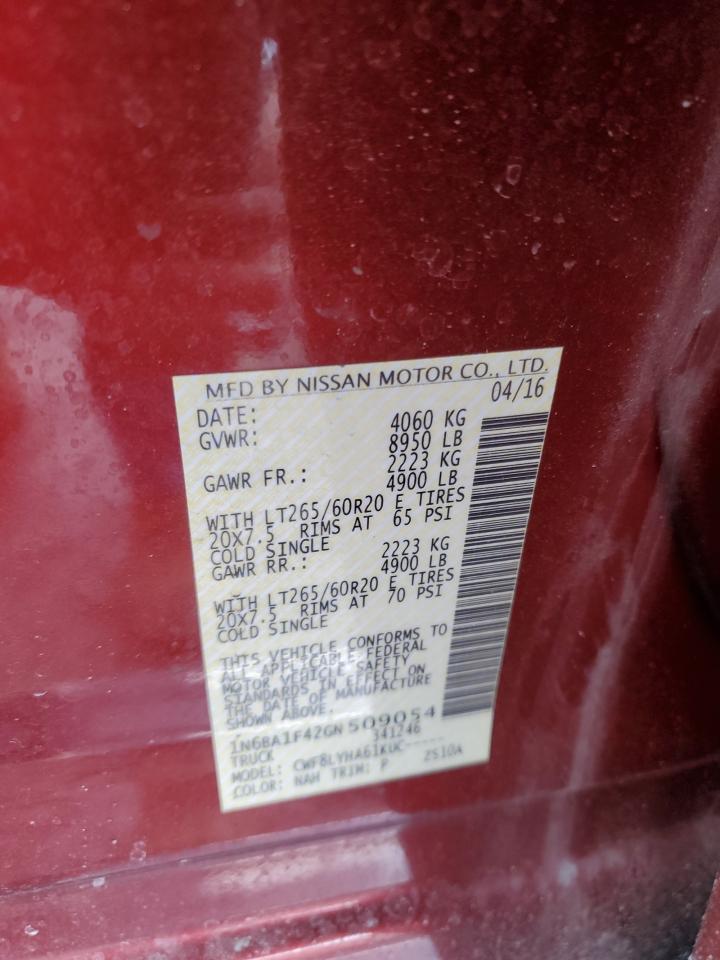 MFD BY NISSAN MOTOR CO., LTD.
DATE: 04/16
GVWR: 4060 KG
8950 LB
GAWR FR.: 2223 KG
4900 LB
WITH LT265/60R20 E TIRES
20X7.5 RIMS AT 65 PSI
COLD SINGLE
GAWR RR.: 2223 KG
4900 LB
WITH LT265/60R20 E TIRES
20X7.5 RIMS AT 70 PSI
COLD SINGLE
THIS VEHICLE CONFORMS TO
ALL APPLICABLE FEDERAL
MOTOR VEHICLE SAFETY
STANDARDS IN EFFECT ON
THE DATE OF MANUFACTURE
SHOWN ABOVE.
1N6BA1F42GN509054
TRUCK 341246
MODEL: CWF8LYHA61KUC-----
COLOR: NAH TRIM: P ZS10A